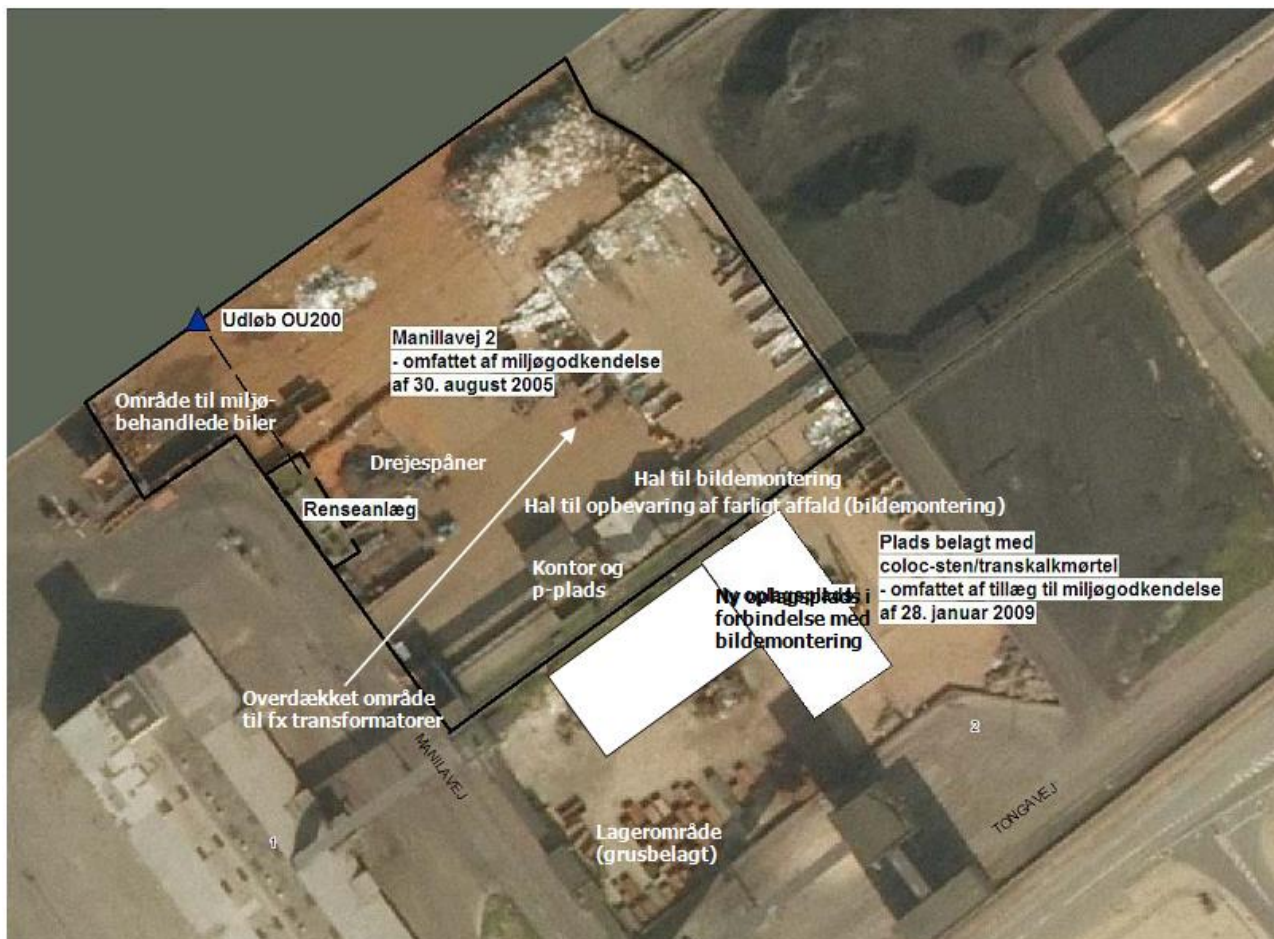 Udløb OU200
Manillavej 2
- omfattet af miljøgodkendelse
af 30. august 2005
Område til miljø-
behandlede biler
Drejespåner
Renseanlæg
Hal til bildemontering
Hal til opbevaring af farligt affald (bildemontering)
Kontor og
p-plads
Plads belagt med
coloc-sten/transkalkmørtel
- omfattet af tillæg til miljøgodkendelse
af 28. januar 2009
Ny oplagsplads i
forbindelse med
bildemontering
Overdækket område
til fx transformatorer
MANILAVEJ
2
TONGAVEJ
1
Lagerområde
(grusbelagt)